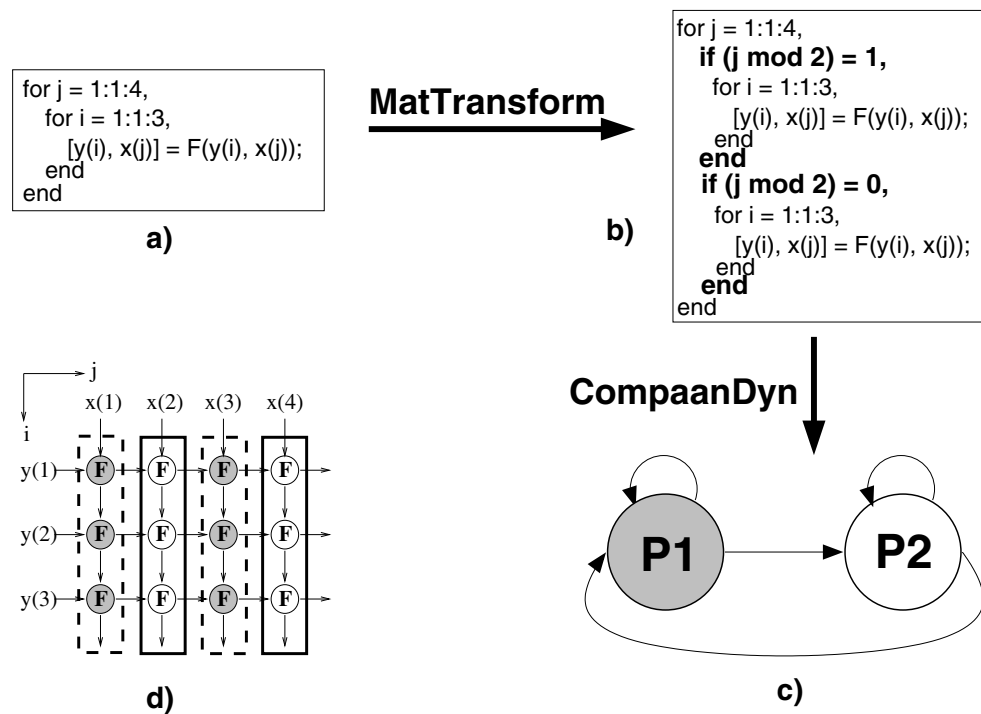 for j = 1:1:4,
for i = 1:1:3,
[y(i), x(j)] = F(y(i), x(j));
end
end
a)
MatTransform
for j = 1:1:4,
if (j mod 2) = 1,
for i = 1:1:3,
[y(i), x(j)] = F(y(i), x(j));
end
end
if (j mod 2) = 0,
for i = 1:1:3,
[y(i), x(j)] = F(y(i), x(j));
end
end
end
b)
CompaanDyn
j
i
x(1) x(2) x(3) x(4)
y(1) F F F F
y(2) F F F F
y(3) F F F F
d)
P1 P2
c)